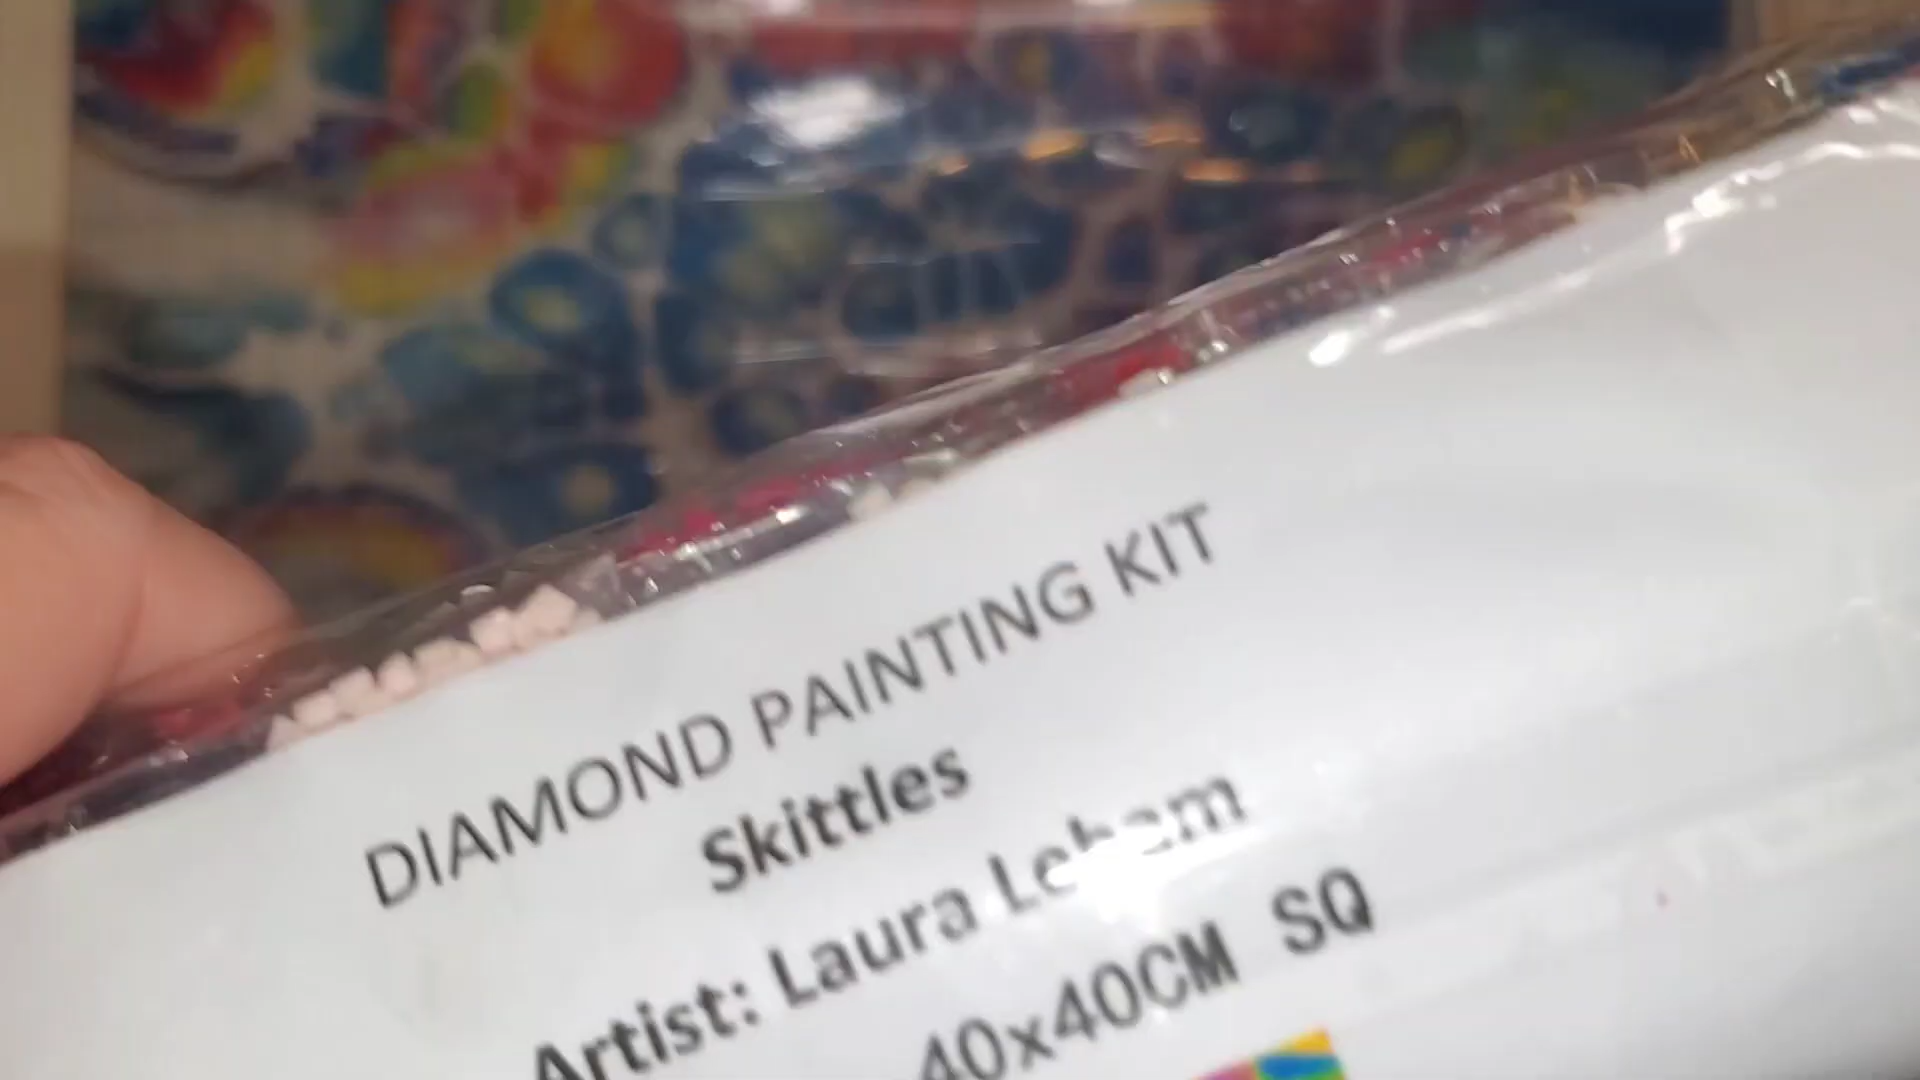 DIAMOND PAINTING KIT
Skittles
Artist: Laura
40x40CM SQ